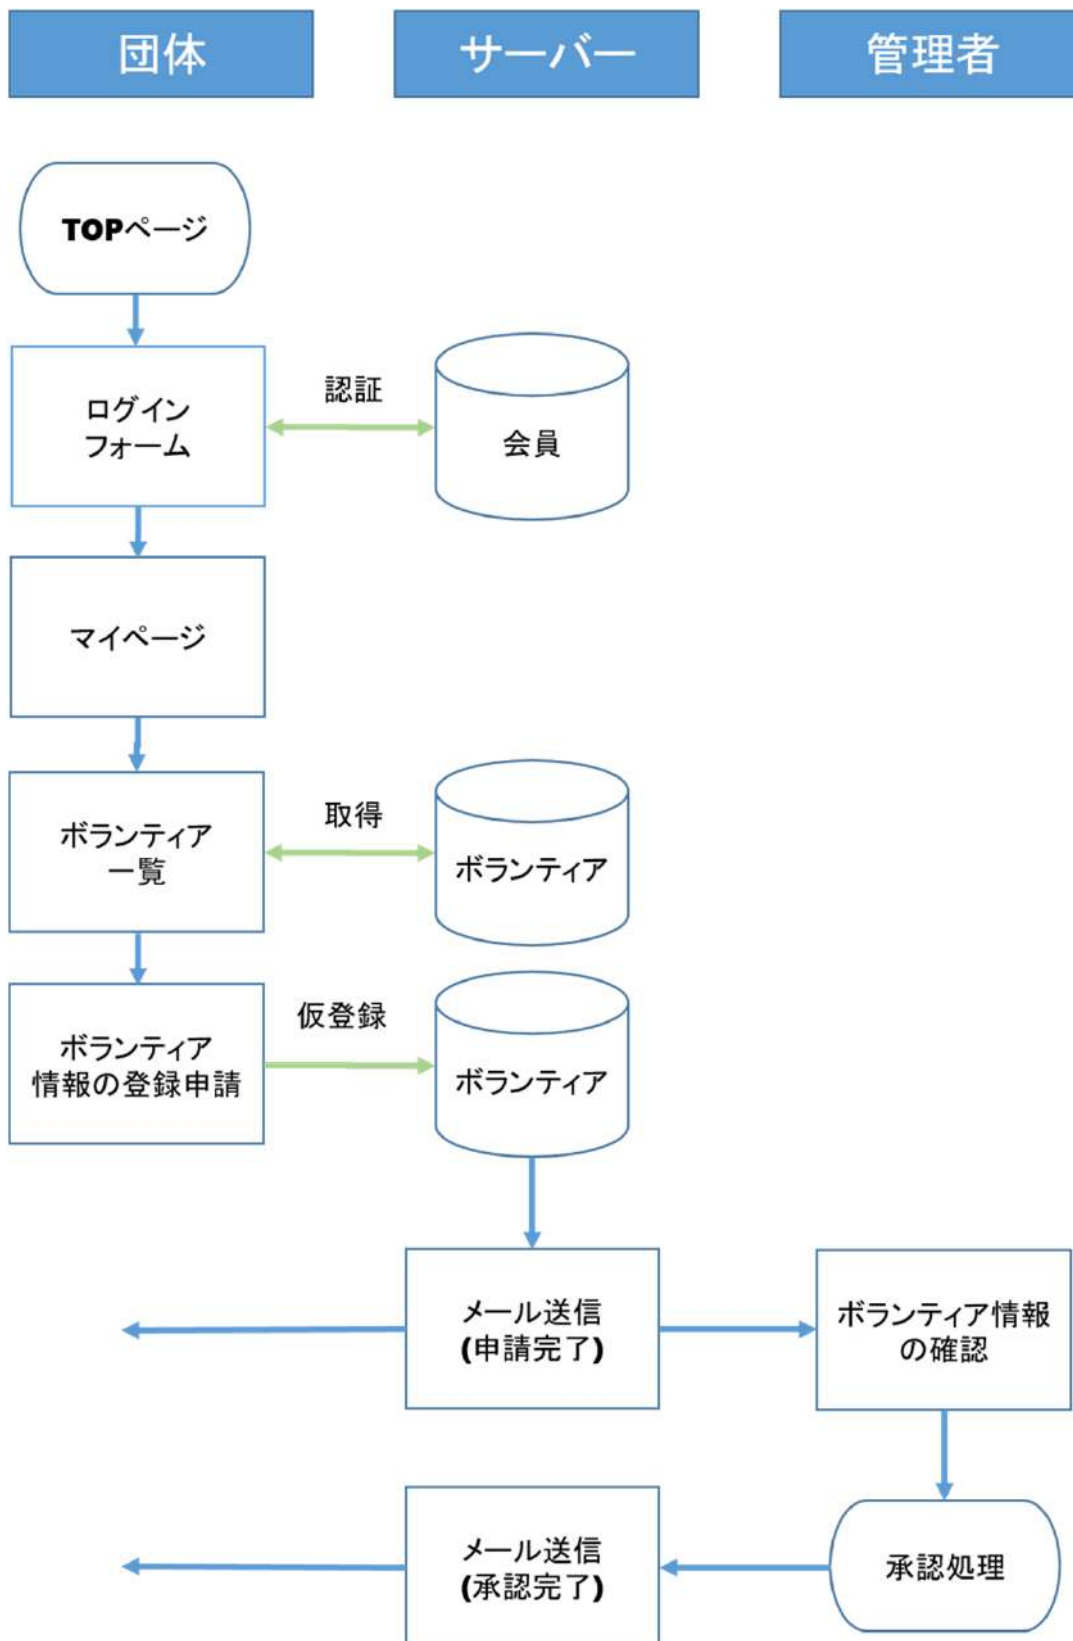 団体
サーバー
管理者
TOPページ
ログイン
フォーム
認証
会員
マイページ
ボランティア
一覧
取得
ボランティア
ボランティア
情報の登録申請
仮登録
ボランティア
メール送信
(申請完了)
ボランティア情報
の確認
メール送信
(承認完了)
承認処理